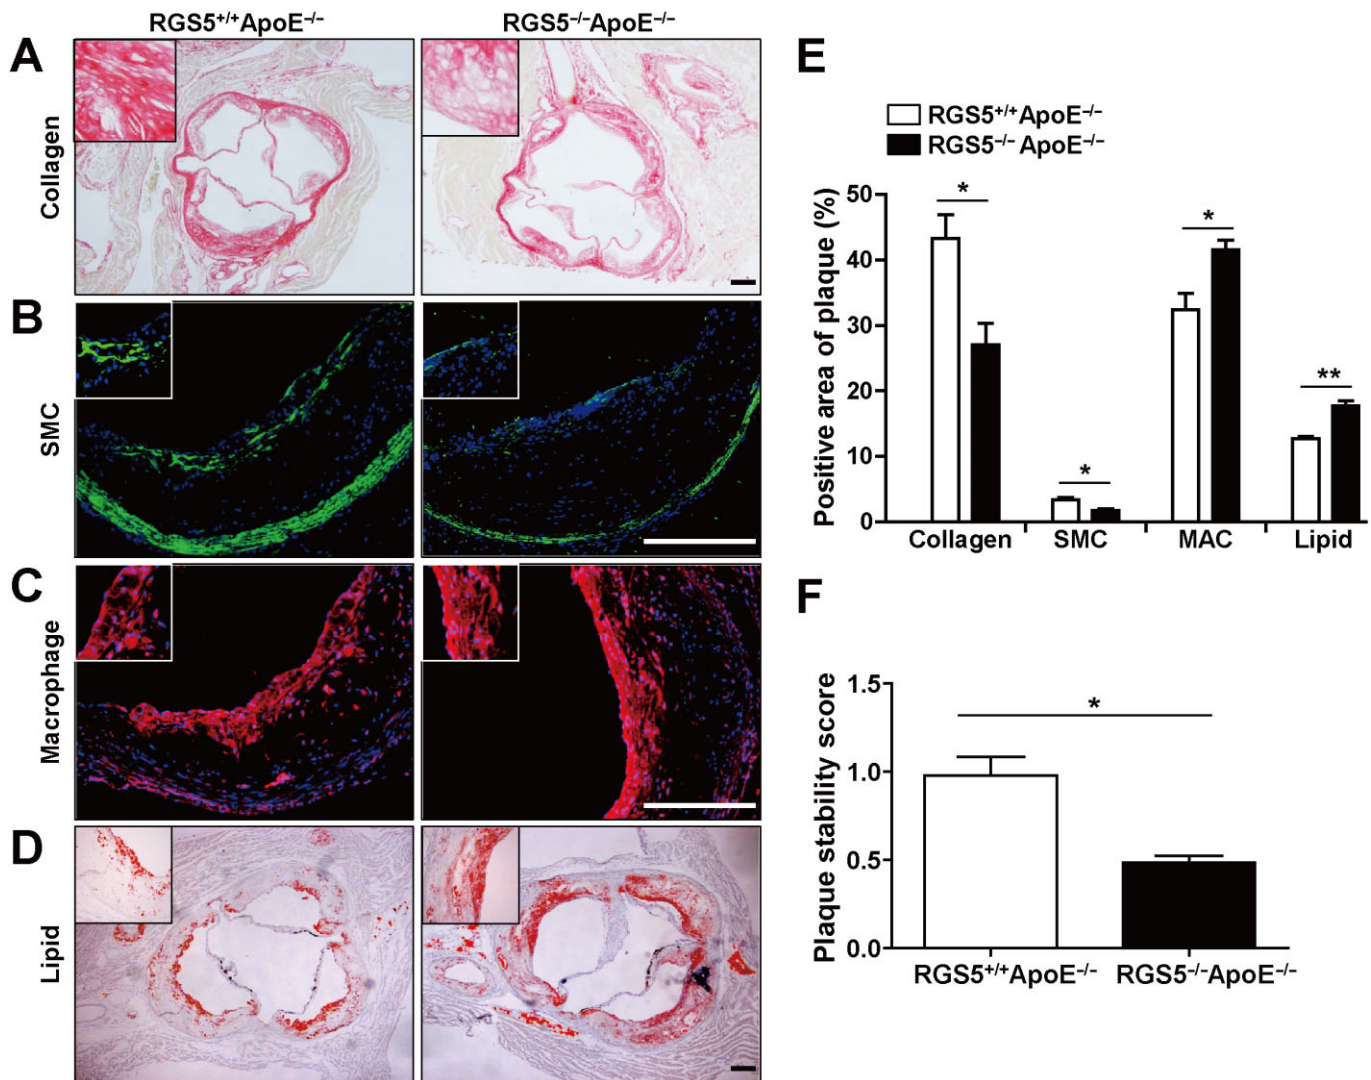 RGS5+/+ApoE−/−
RGS5−/−ApoE−/−
A
Collagen
B
SMC
C
Macrophage
D
Lipid
E
RGS5+/+ApoE−/−
RGS5−/− ApoE−/−
Positive area of plaque (%)
50
40
30
20
10
0
*
*
*
**
Collagen SMC MAC Lipid
F
Plaque stability score
1.5
1.0
0.5
0.0
*
RGS5+/+ApoE−/− RGS5−/−ApoE−/−